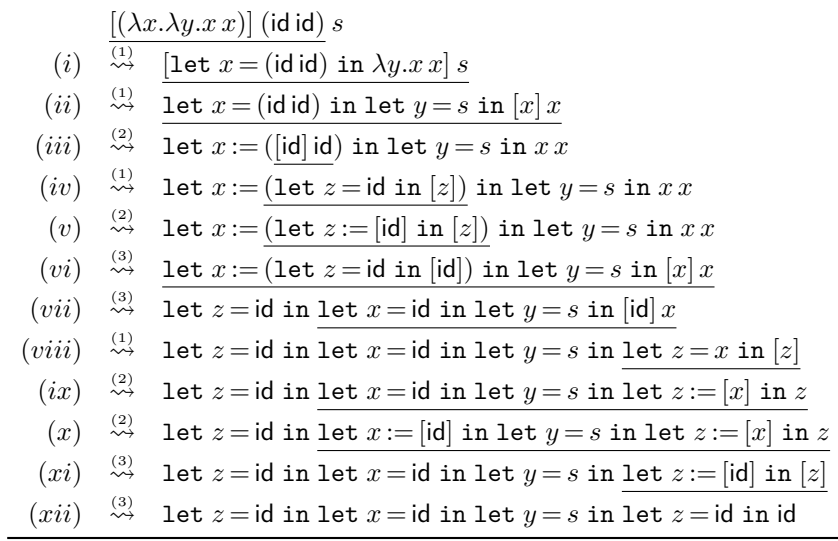 [(λx.λy.x x)] (id id) s
(i) (1)⇝ [let x = (id id) in λy.x x] s
(ii) (1)⇝ let x = (id id) in let y = s in [x] x
(iii) (2)⇝ let x := ([id] id) in let y = s in x x
(iv) (1)⇝ let x := (let z = id in [z]) in let y = s in x x
(v) (2)⇝ let x := (let z := [id] in [z]) in let y = s in x x
(vi) (3)⇝ let x := (let z = id in [id]) in let y = s in [x] x
(vii) (3)⇝ let z = id in let x = id in let y = s in [id] x
(viii) (1)⇝ let z = id in let x = id in let y = s in let z = x in [z]
(ix) (2)⇝ let z = id in let x = id in let y = s in let z := [x] in z
(x) (2)⇝ let z = id in let x := [id] in let y = s in let z := [x] in z
(xi) (3)⇝ let z = id in let x = id in let y = s in let z := [id] in [z]
(xii) (3)⇝ let z = id in let x = id in let y = s in let z = id in id